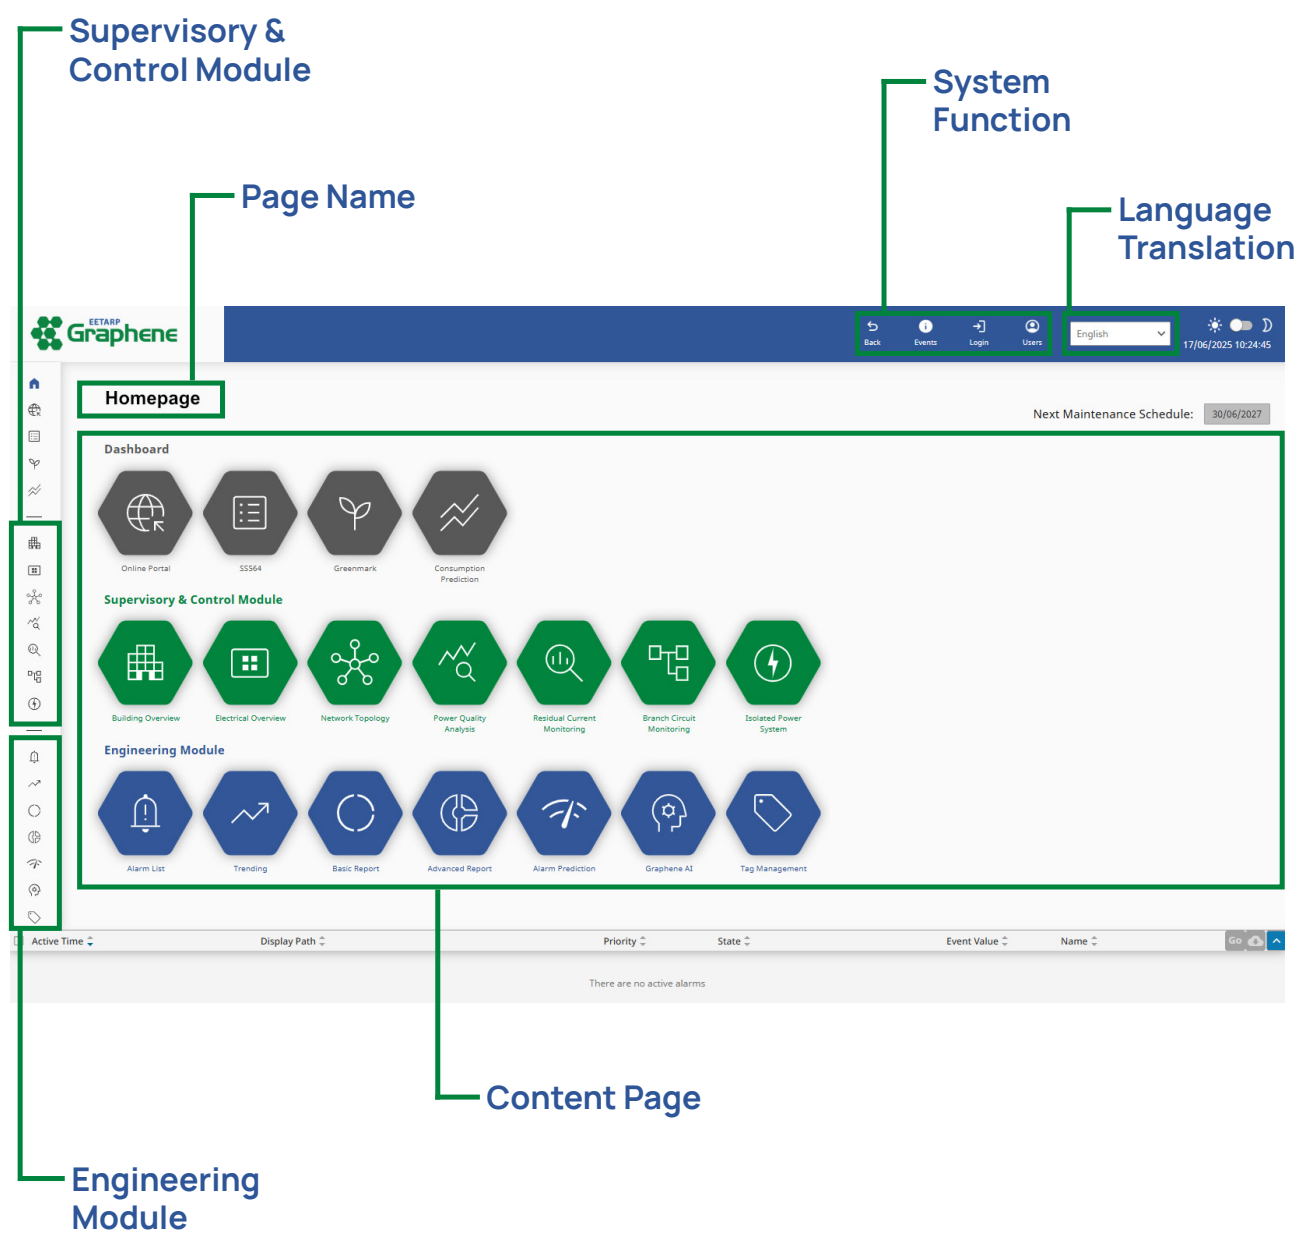 Supervisory &
Control Module
System
Function
Page Name
Language
Translation
EETARP
Graphene
Back
Events
Login
Users
English
17/06/2025 10:24:45
Homepage
Next Maintenance Schedule:
30/06/2027
Dashboard
Online Portal
SS564
Greenmark
Consumption
Prediction
Supervisory & Control Module
Building Overview
Electrical Overview
Network Topology
Power Quality
Analysis
Residual Current
Monitoring
Branch Circuit
Monitoring
Isolated Power
System
Engineering Module
Alarm List
Trending
Basic Report
Advanced Report
Alarm Prediction
Graphene AI
Tag Management
Active Time
Display Path
Priority
State
Event Value
Name
Go
There are no active alarms
Content Page
Engineering
Module